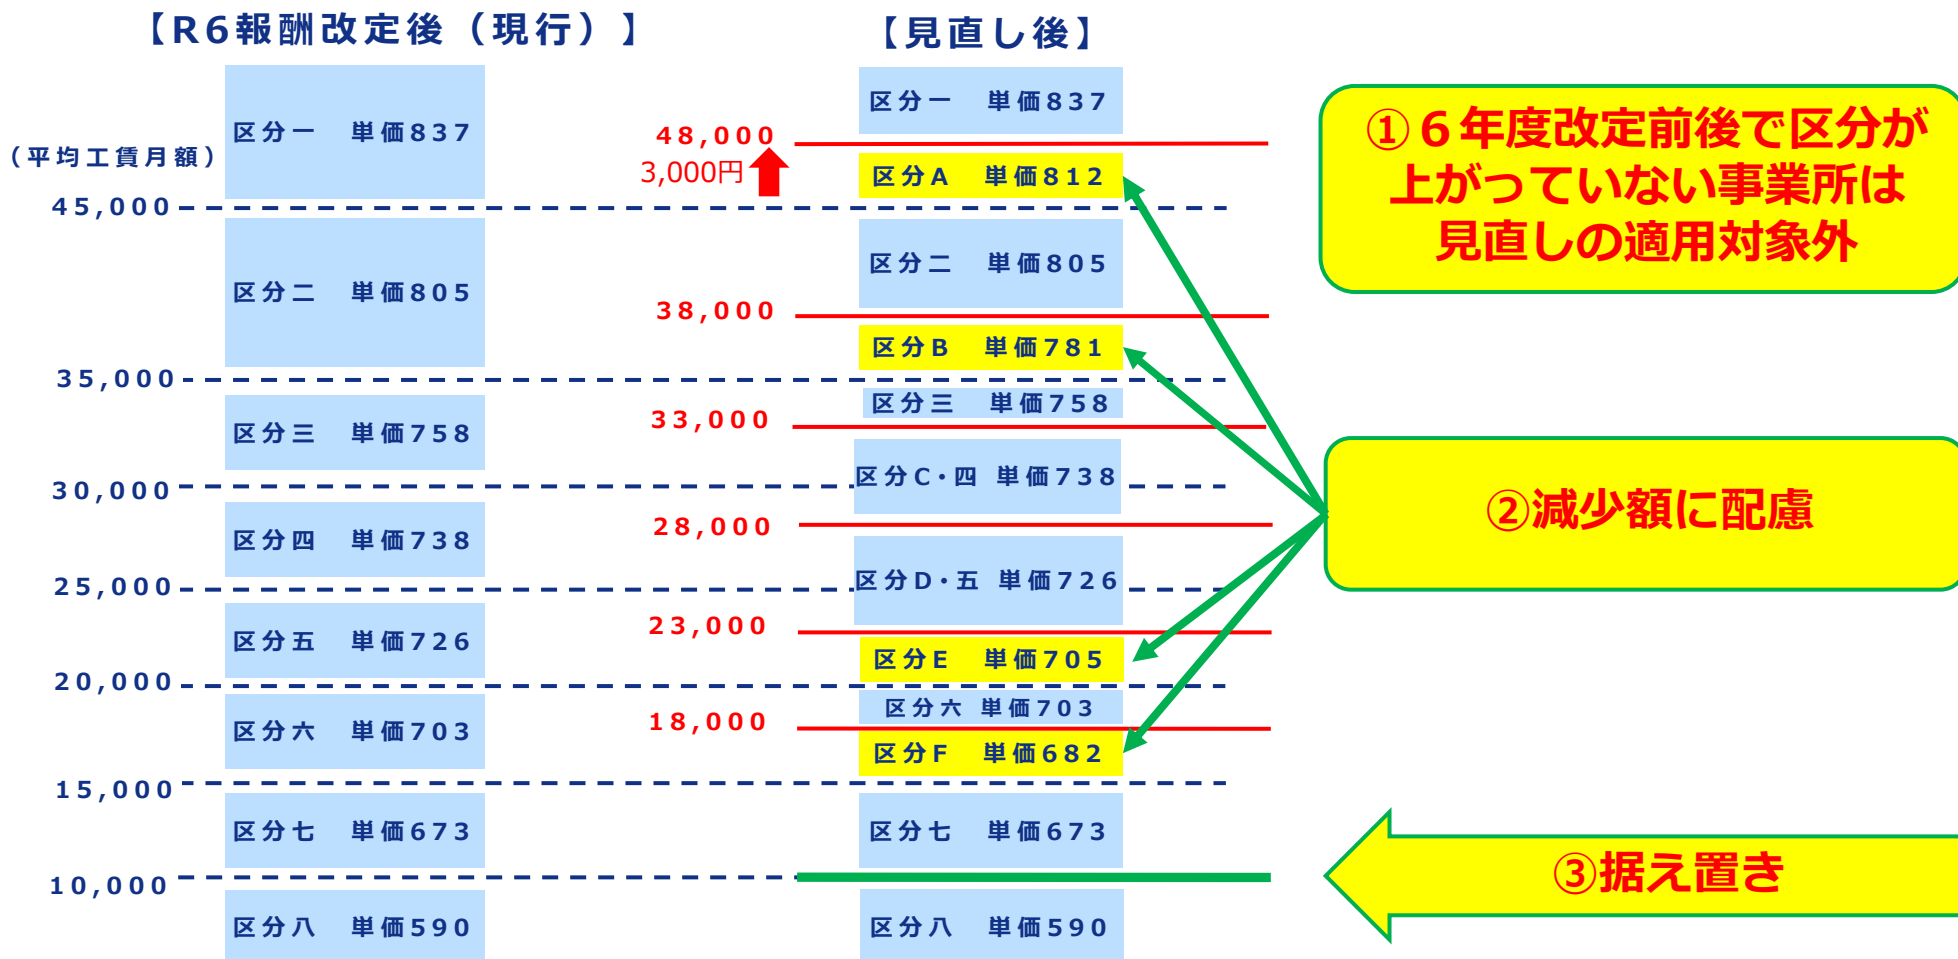 【R6報酬改定後（現行）】
【見直し後】
（平均工賃月額）
区分一　単価837
45,000
区分二　単価805
35,000
区分三　単価758
30,000
区分四　単価738
25,000
区分五　単価726
20,000
区分六　単価703
15,000
区分七　単価673
10,000
区分八　単価590
区分一　単価837
48,000
3,000円
区分A　単価812
区分二　単価805
38,000
区分B　単価781
区分三　単価758
33,000
区分C・四　単価738
28,000
区分D・五　単価726
23,000
区分E　単価705
区分六　単価703
18,000
区分F　単価682
区分七　単価673
区分八　単価590
①６年度改定前後で区分が
上がっていない事業所は
見直しの適用対象外
②減少額に配慮
③据え置き